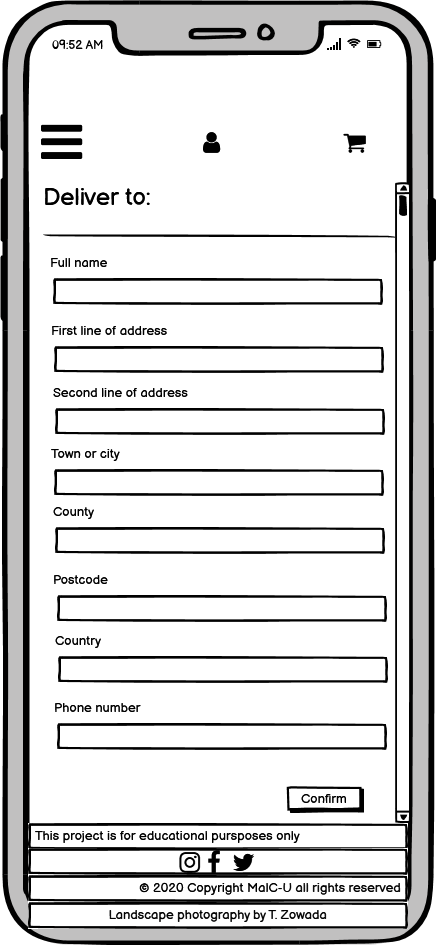 09:52 AM
Deliver to:
Full name
First line of address
Second line of address
Town or city
County
Postcode
Country
Phone number
Confirm
This project is for educational pursposes only
© 2020 Copyright MalC-U all rights reserved
Landscape photography by T. Zowada